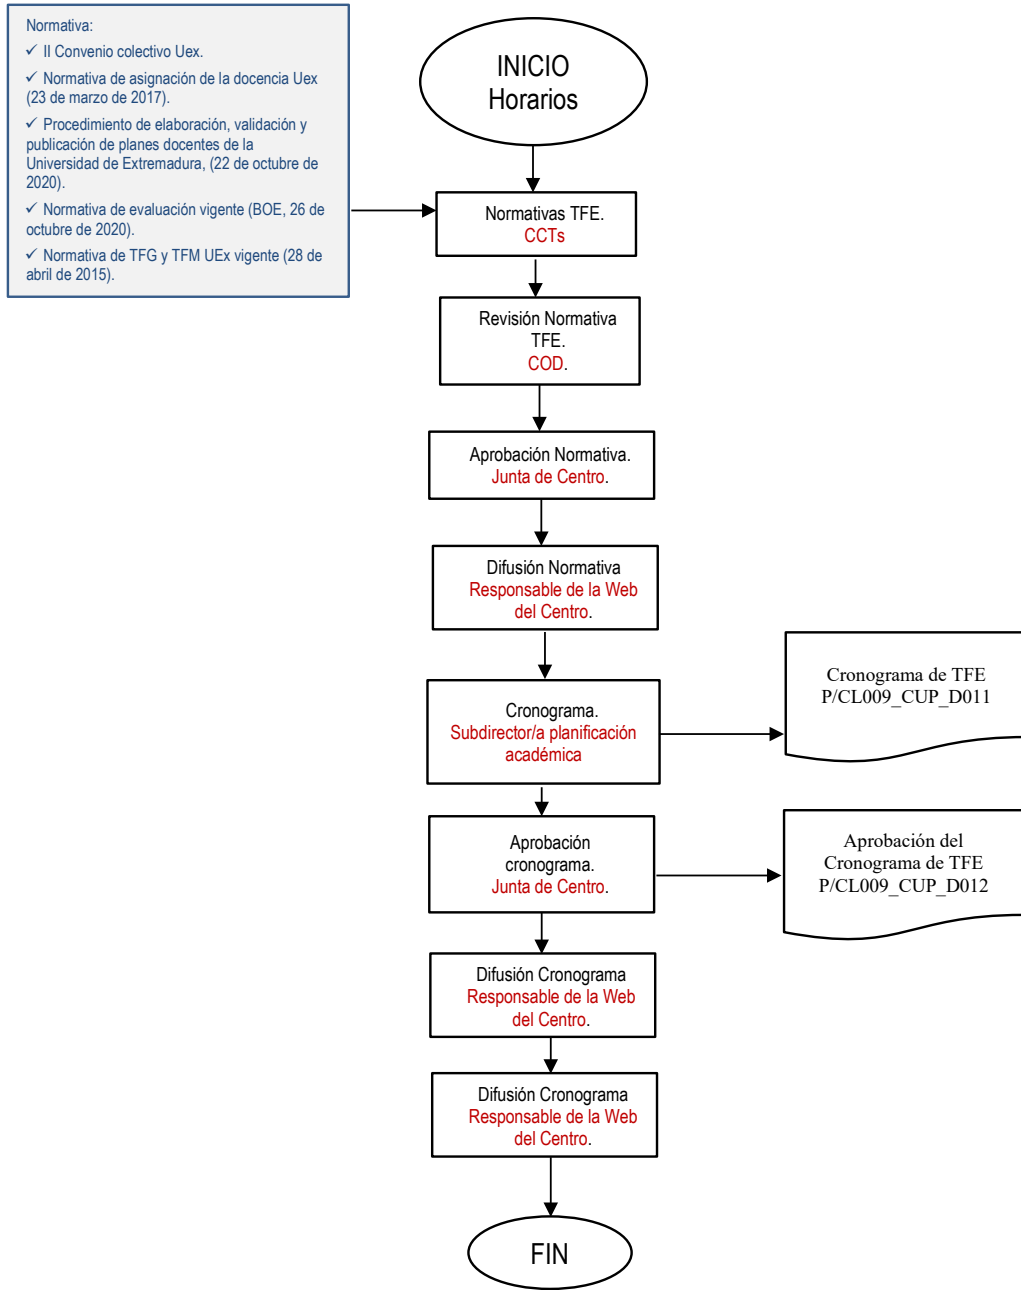 Normativa:
✓ II Convenio colectivo Uex.
✓ Normativa de asignación de la docencia Uex
(23 de marzo de 2017).
✓ Procedimiento de elaboración, validación y
publicación de planes docentes de la
Universidad de Extremadura, (22 de octubre de
2020).
✓ Normativa de evaluación vigente (BOE, 26 de
octubre de 2020).
✓ Normativa de TFG y TFM UEx vigente (28 de
abril de 2015).
INICIO
Horarios
Normativas TFE.
CCTs
Revisión Normativa
TFE.
COD.
Aprobación Normativa.
Junta de Centro.
Difusión Normativa
Responsable de la Web
del Centro.
Cronograma.
Subdirector/a planificación
académica
Cronograma de TFE
P/CL009_CUP_D011
Aprobación
cronograma.
Junta de Centro.
Aprobación del
Cronograma de TFE
P/CL009_CUP_D012
Difusión Cronograma
Responsable de la Web
del Centro.
Difusión Cronograma
Responsable de la Web
del Centro.
FIN